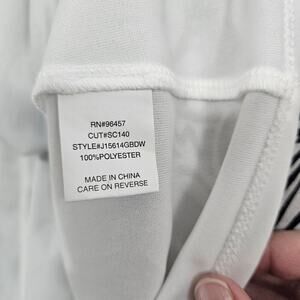 RN#96457
CUT#SC140
STYLE#J15614GBDW
100%POLYESTER
MADE IN CHINA
CARE ON REVERSE